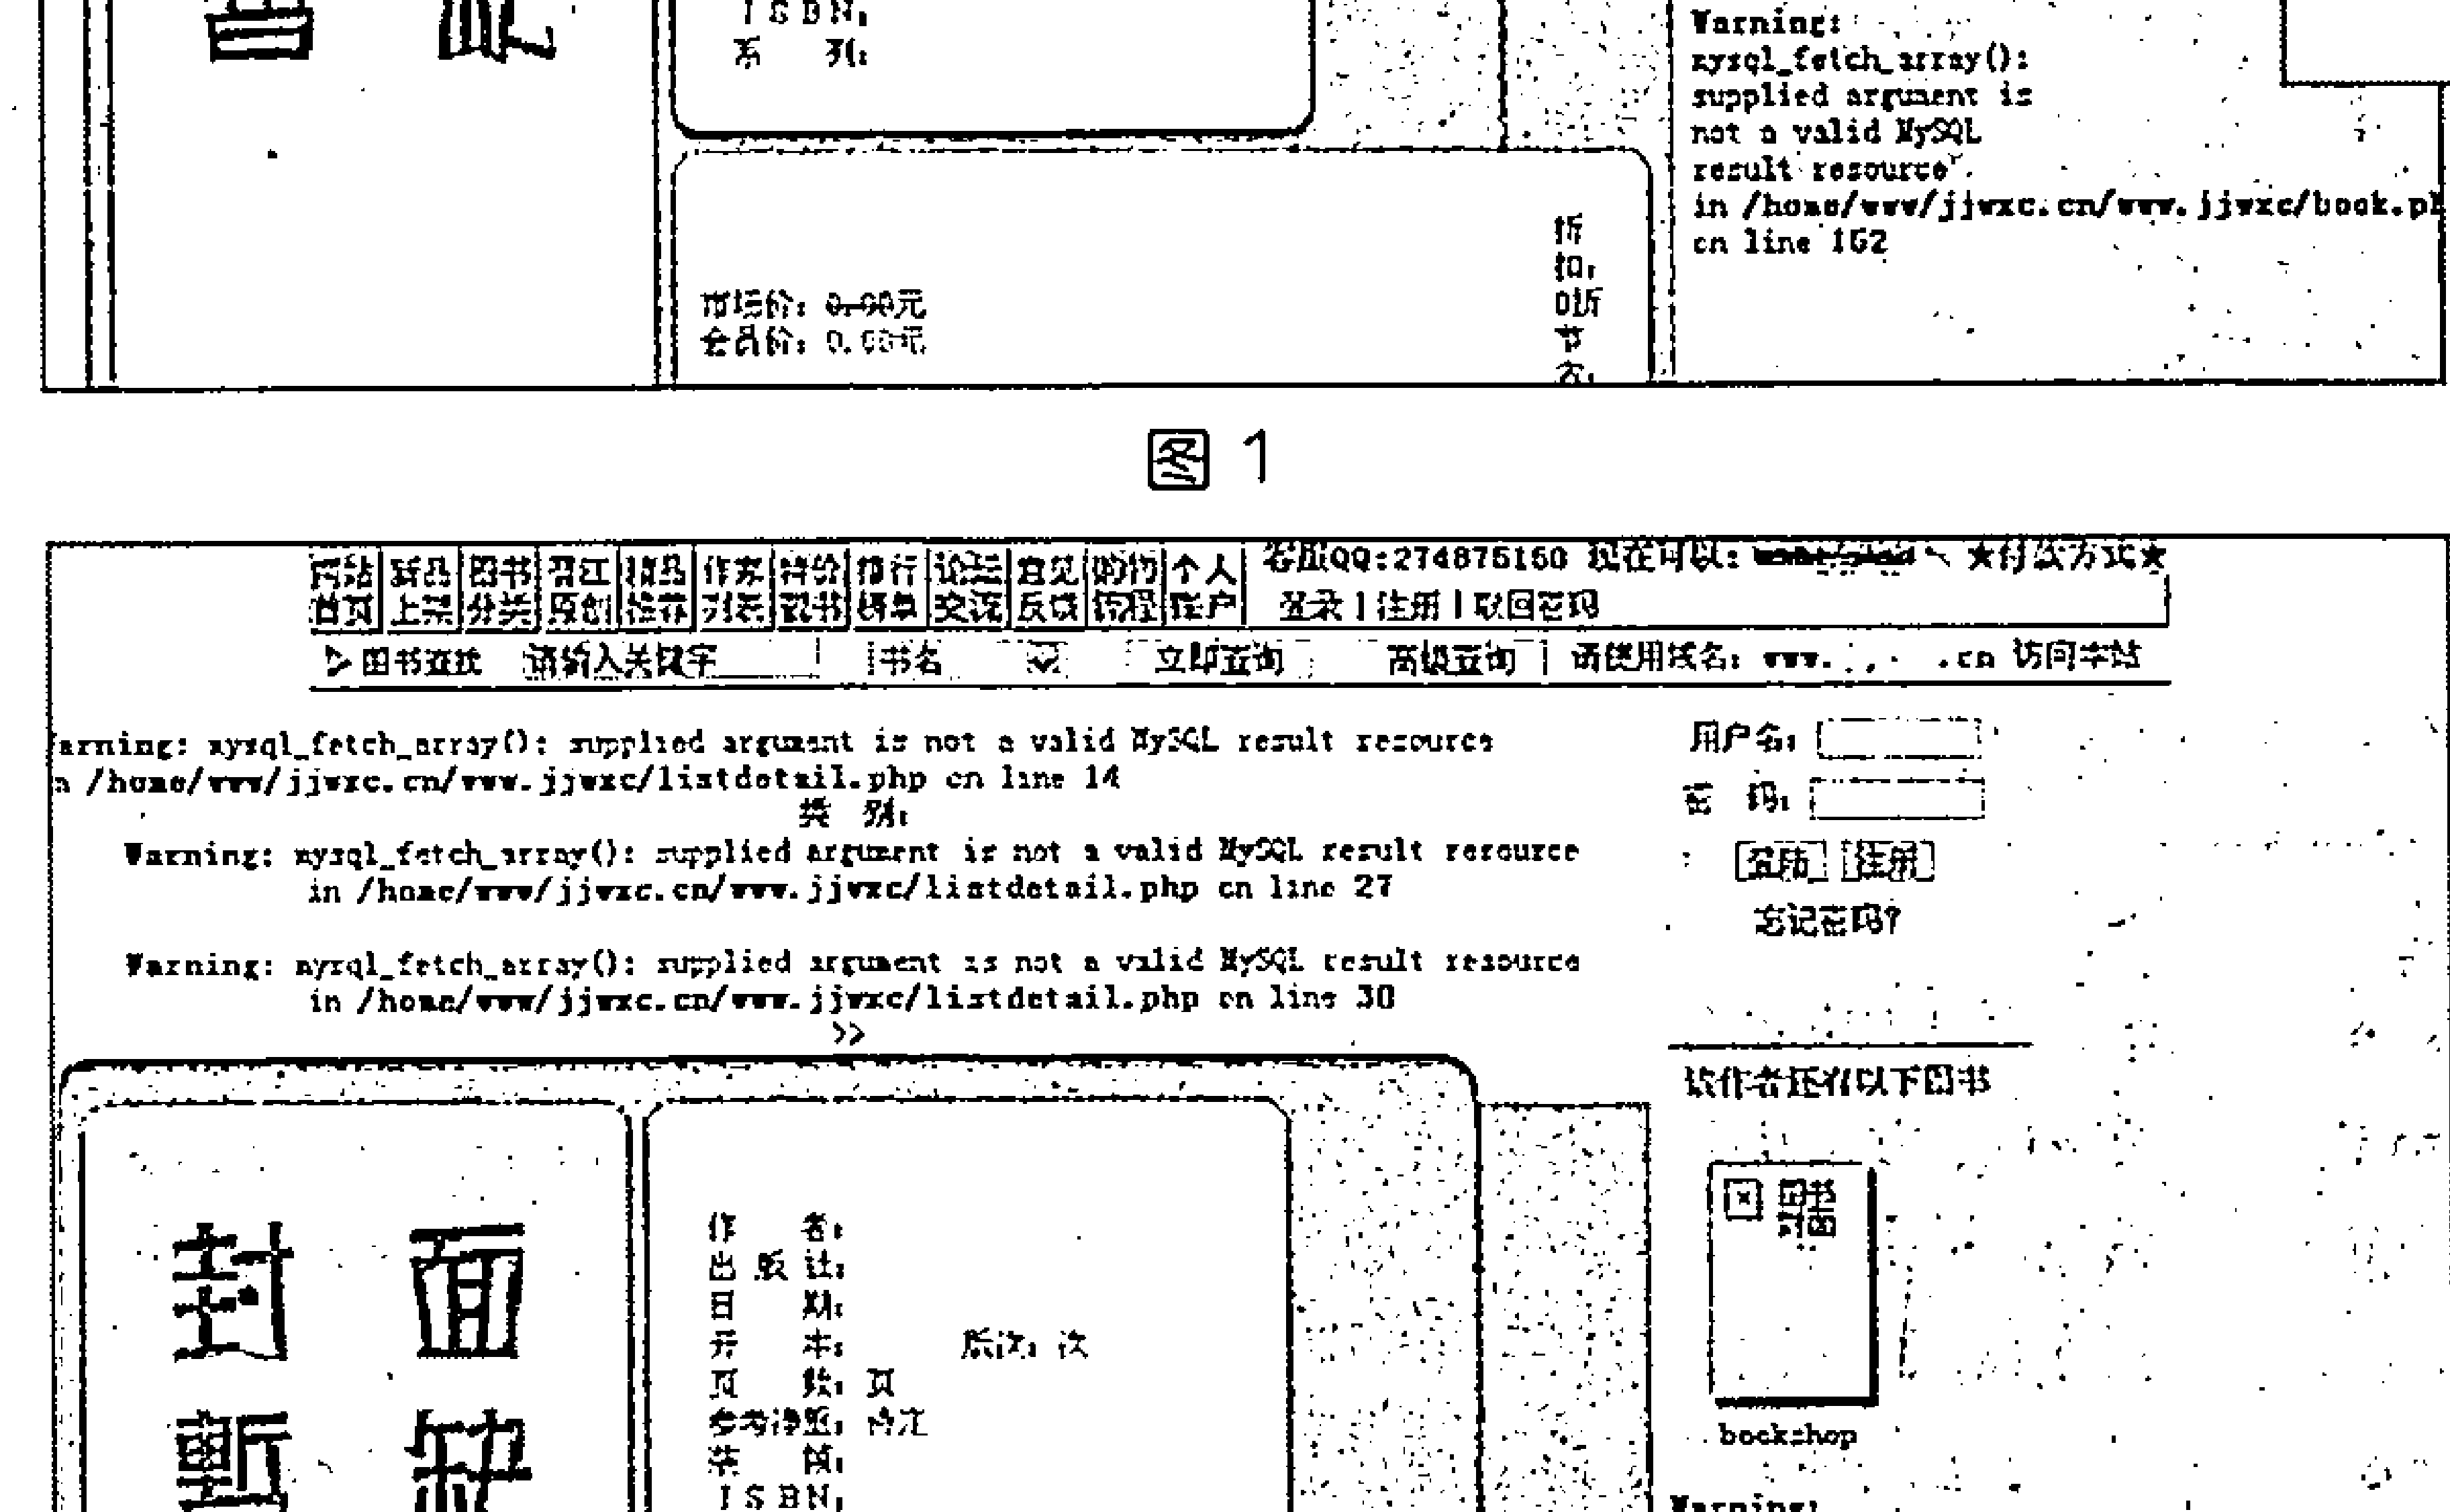 ISBN:
系 列:
市场价: 0.00元
会员价: 0.00元
折
扣:
0折
节
Warning:
mysql_fetch_array():
supplied argument is
not a valid MySQL
result resource
in /home/www/jjwxc.cn/www.jjwxc/book.ph
on line 162
图 1
网站 新品 图书 晋江 精品 作家 特价 排行 论坛 意见 购物 个人
首页 上架 分类 原创 推荐 列表 说书 榜单 交流 反馈 流程 账户
客服QQ:274875150 现在可以: ★付款方式★
登录 | 注册 | 取回密码
图书查找 请输入关键字 书名 立即查询 高级查询 | 请使用域名: www. .cn 访问本站
arning: mysql_fetch_array(): supplied argument is not a valid MySQL result resource
n /home/www/jjwxc.cn/www.jjwxc/listdetail.php on line 14
类 别:
Warning: mysql_fetch_array(): supplied argument is not a valid MySQL result resource
in /home/www/jjwxc.cn/www.jjwxc/listdetail.php on line 27
Warning: mysql_fetch_array(): supplied argument is not a valid MySQL result resource
in /home/www/jjwxc.cn/www.jjwxc/listdetail.php on line 30
>>
用户名:
密 码:
登陆 注册
忘记密码?
该作者还有以下图书
bookshop
Warning:
封 面
暫 缺
作 者:
出 版 社:
日 期:
开 本: 版次: 次
页 数: 页
参考净重: 待定
装 帧:
ISBN: